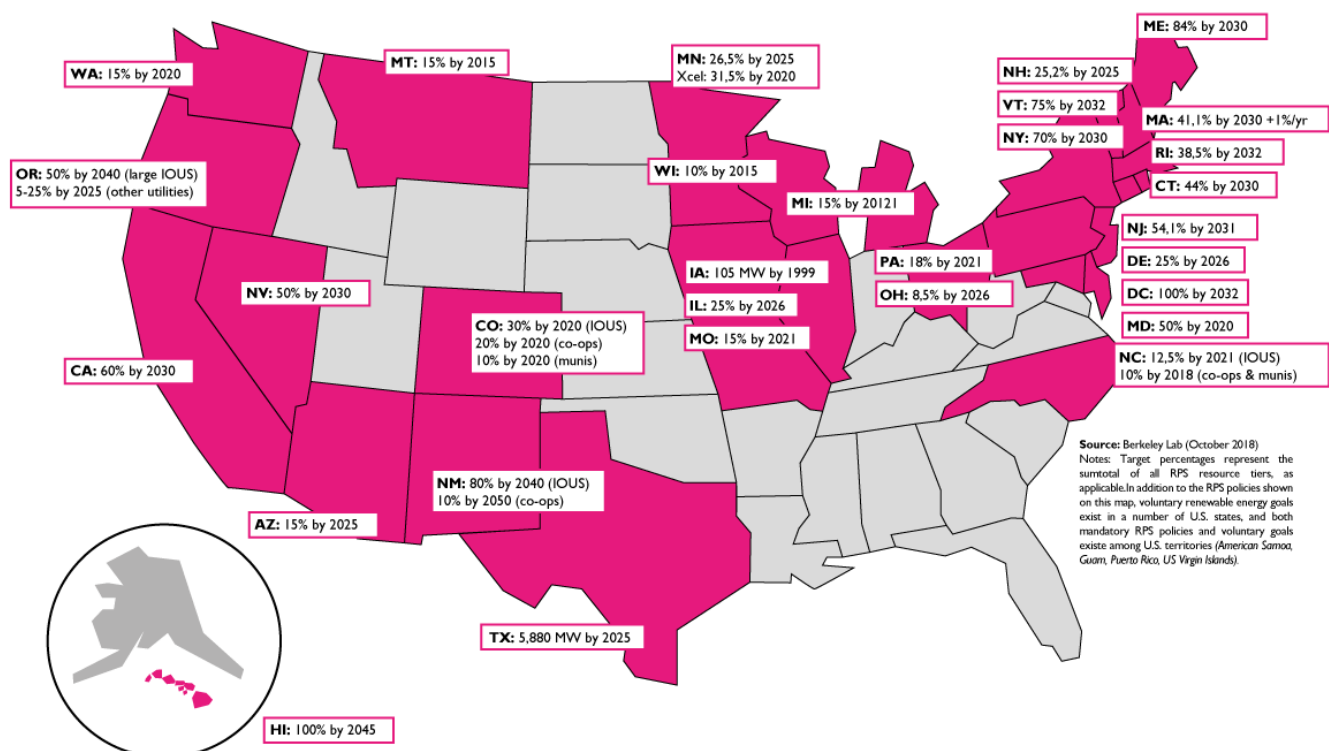 ME: 84% by 2030
WA: 15% by 2020
MT: 15% by 2015
MN: 26,5% by 2025
Xcel: 31,5% by 2020
NH: 25,2% by 2025
VT: 75% by 2032
MA: 41,1% by 2030 +1%/yr
NY: 70% by 2030
RI: 38,5% by 2032
OR: 50% by 2040 (large IOUS)
5-25% by 2025 (other utilities)
WI: 10% by 2015
CT: 44% by 2030
MI: 15% by 20121
NJ: 54,1% by 2031
PA: 18% by 2021
DE: 25% by 2026
IA: 105 MW by 1999
NV: 50% by 2030
OH: 8,5% by 2026
DC: 100% by 2032
IL: 25% by 2026
CO: 30% by 2020 (IOUS)
20% by 2020 (co-ops)
10% by 2020 (munis)
MO: 15% by 2021
MD: 50% by 2020
CA: 60% by 2030
NC: 12,5% by 2021 (IOUS)
10% by 2018 (co-ops & munis)
NM: 80% by 2040 (IOUS)
10% by 2050 (co-ops)
AZ: 15% by 2025
Source: Berkeley Lab (October 2018)
Notes: Target percentages represent the
sumtotal of all RPS resource tiers, as
applicable.In addition to the RPS policies shown
on this map, voluntary renewable energy goals
exist in a number of U.S. states, and both
mandatory RPS policies and voluntary goals
existe among U.S. territories (American Samoa,
Guam, Puerto Rico, US Virgin Islands).
TX: 5,880 MW by 2025
HI: 100% by 2045